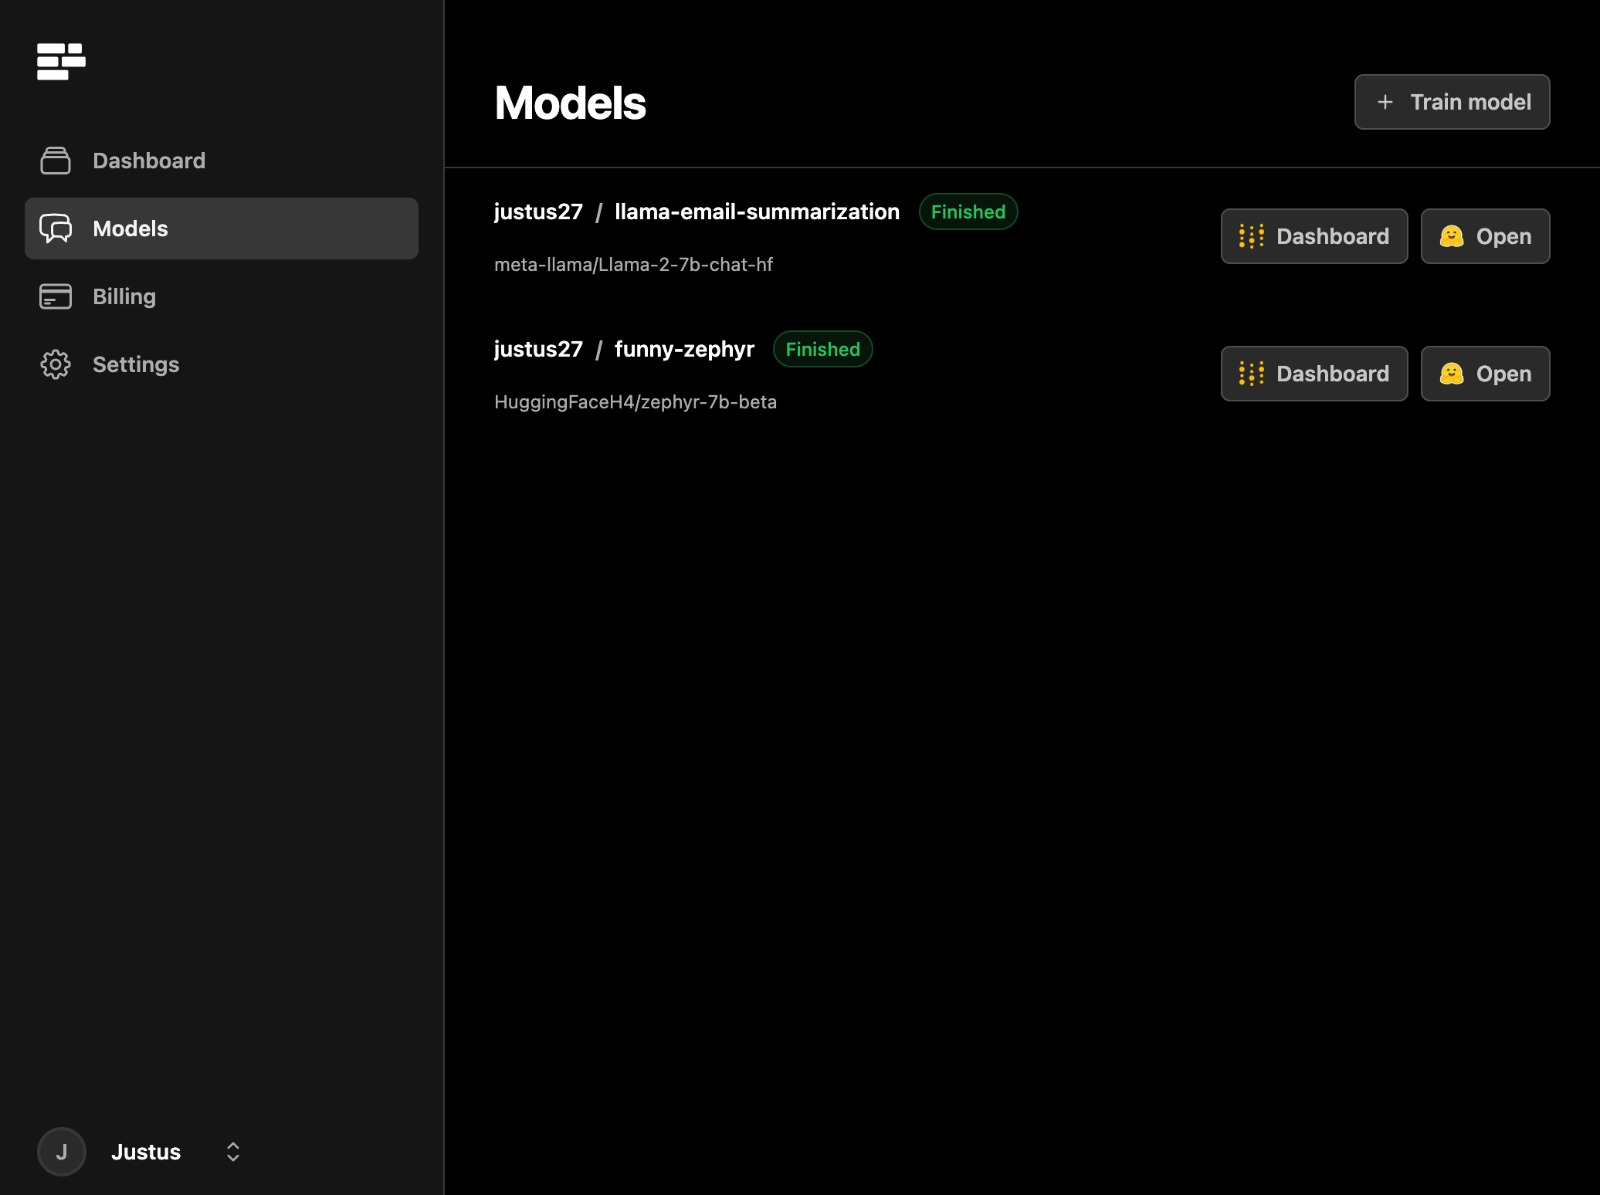 Dashboard
Models
Billing
Settings
J
Justus
Models
+ Train model
justus27 / llama-email-summarization
Finished
meta-llama/Llama-2-7b-chat-hf
Dashboard
Open
justus27 / funny-zephyr
Finished
HuggingFaceH4/zephyr-7b-beta
Dashboard
Open